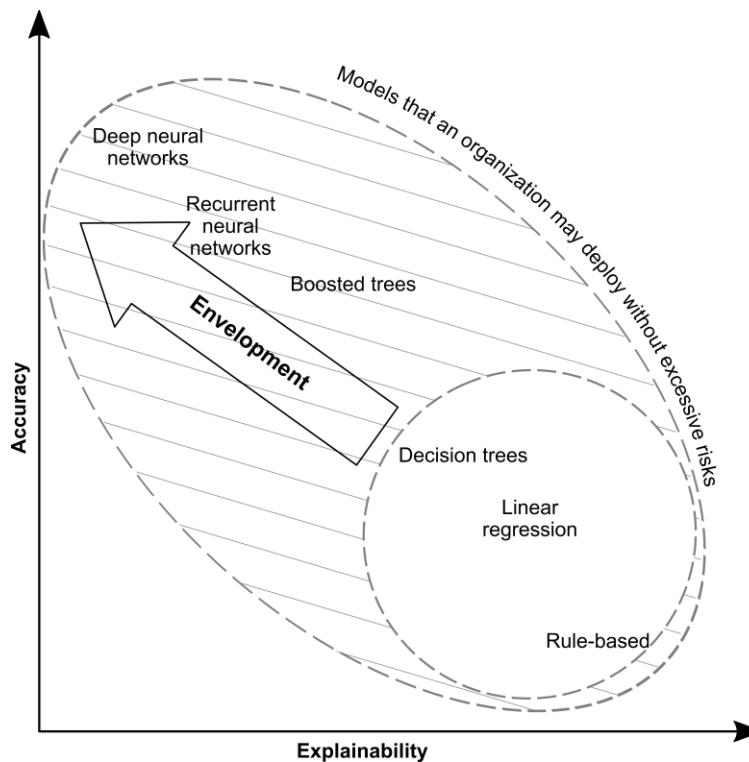 Models that an organization may deploy without excessive risks
Deep neural
networks
Recurrent
neural
networks
Boosted trees
Envelopment
Accuracy
Decision trees
Linear
regression
Rule-based
Explainability